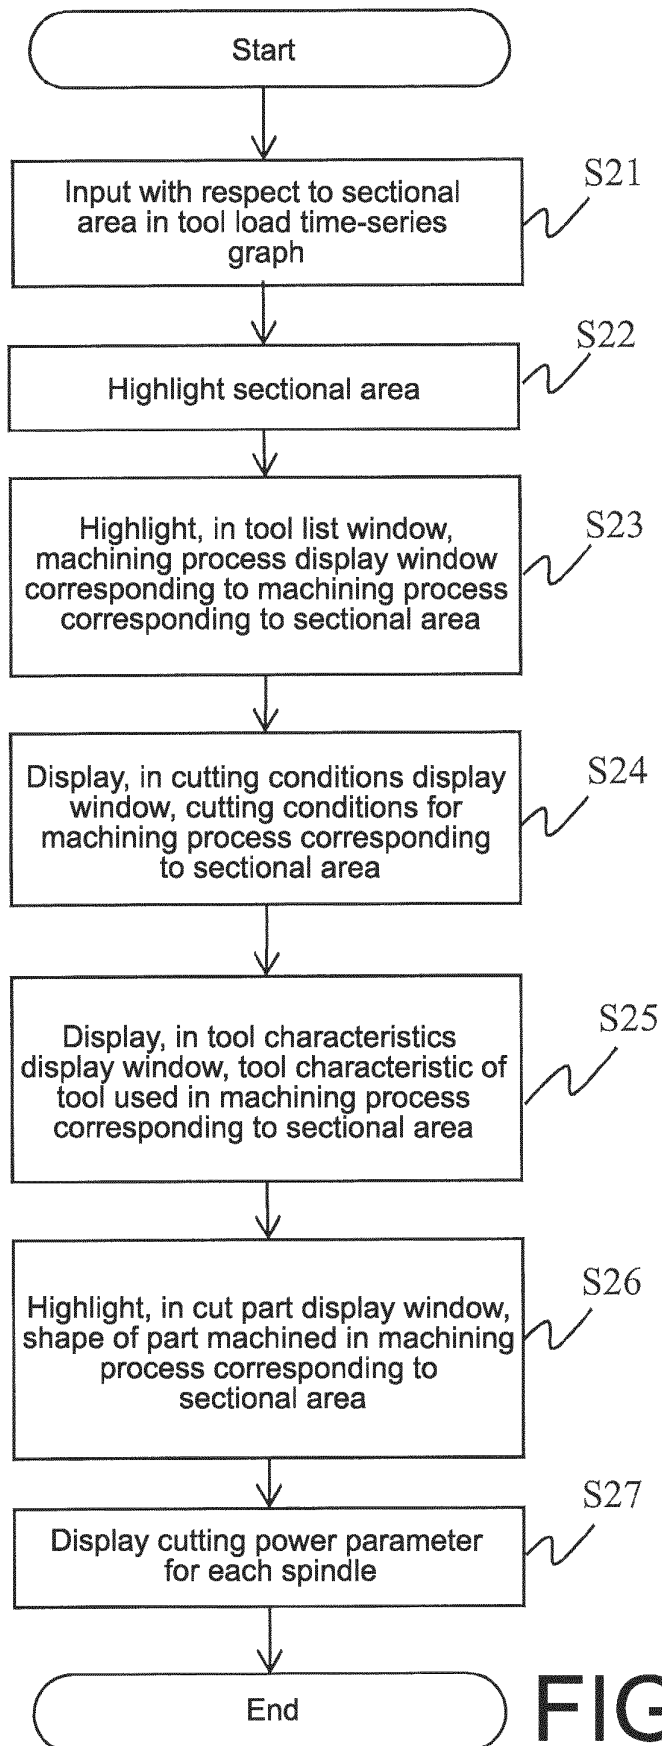 Start
S21
Input with respect to sectional
area in tool load time-series
graph
S22
Highlight sectional area
S23
Highlight, in tool list window,
machining process display window
corresponding to machining process
corresponding to sectional area
S24
Display, in cutting conditions display
window, cutting conditions for
machining process corresponding
to sectional area
S25
Display, in tool characteristics
display window, tool characteristic of
tool used in machining process
corresponding to sectional area
S26
Highlight, in cut part display window,
shape of part machined in machining
process corresponding to
sectional area
S27
Display cutting power parameter
for each spindle
End
FIG